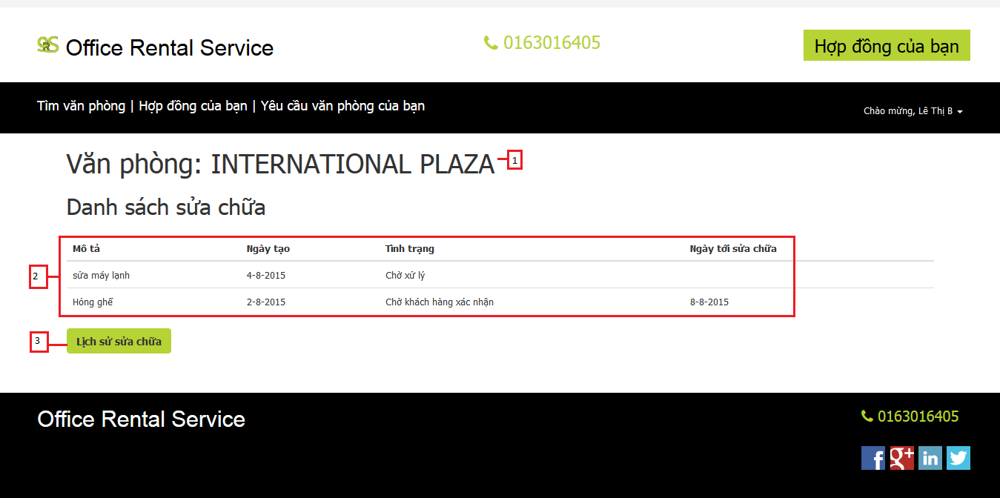 Office Rental Service
0163016405
Hợp đồng của bạn
Tìm văn phòng | Hợp đồng của bạn | Yêu cầu văn phòng của bạn
Chào mừng, Lê Thị B
Văn phòng: INTERNATIONAL PLAZA
1
Danh sách sửa chữa
Mô tả Ngày tạo Tình trạng Ngày tới sửa chữa
2
sửa máy lạnh 4-8-2015 Chờ xử lý
Hỏng ghế 2-8-2015 Chờ khách hàng xác nhận 8-8-2015
3
Lịch sử sửa chữa
Office Rental Service
0163016405
f g+ in